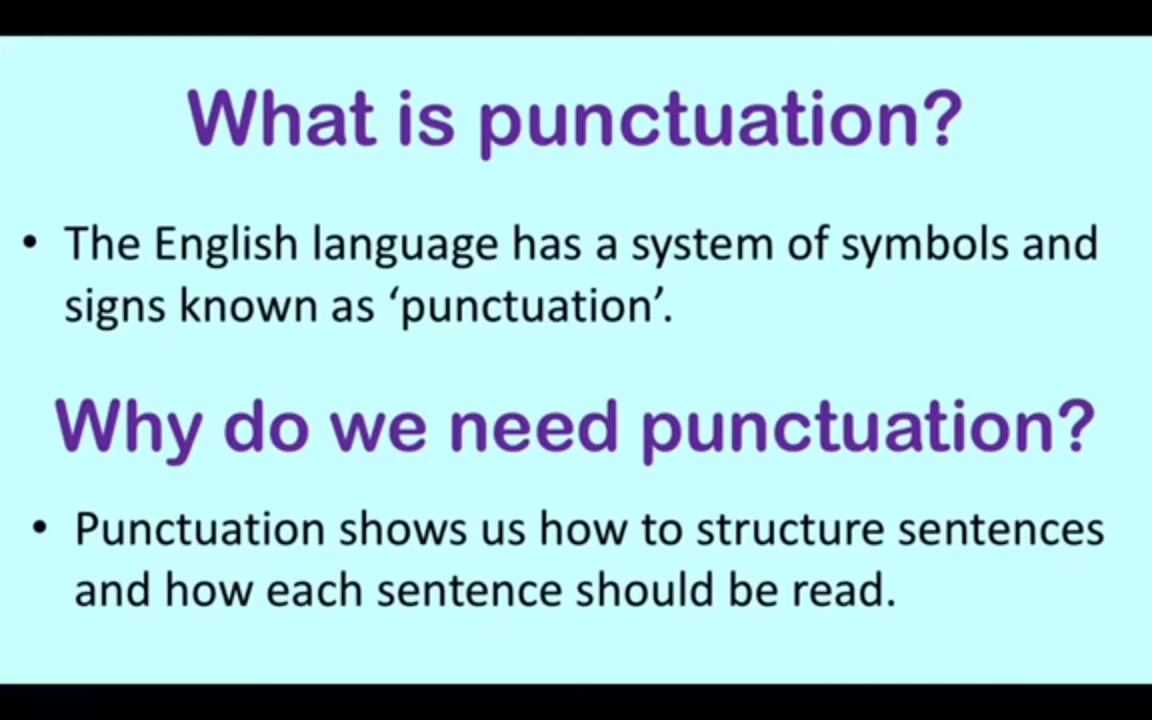 What is punctuation?
• The English language has a system of symbols and
signs known as ‘punctuation’.
Why do we need punctuation?
• Punctuation shows us how to structure sentences
and how each sentence should be read.